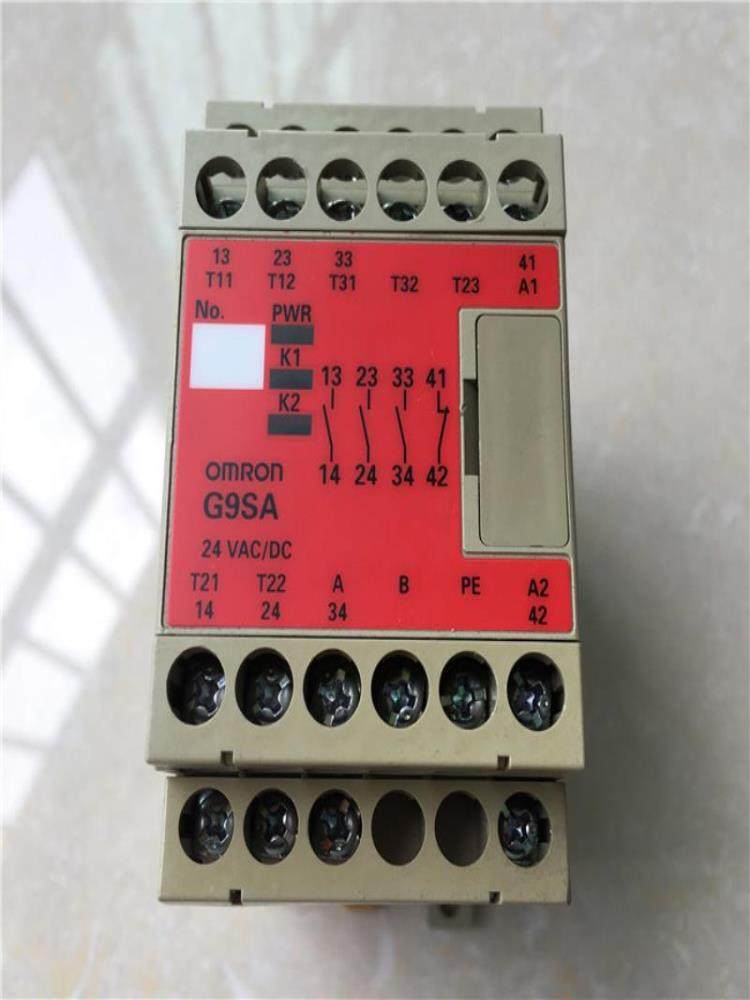 13 23 33 41
T11 T12 T31 T32 T23 A1
No. PWR
K1
13 23 33 41
K2
14 24 34 42
OMRON
G9SA
24 VAC/DC
T21 T22 A B PE A2
14 24 34 42